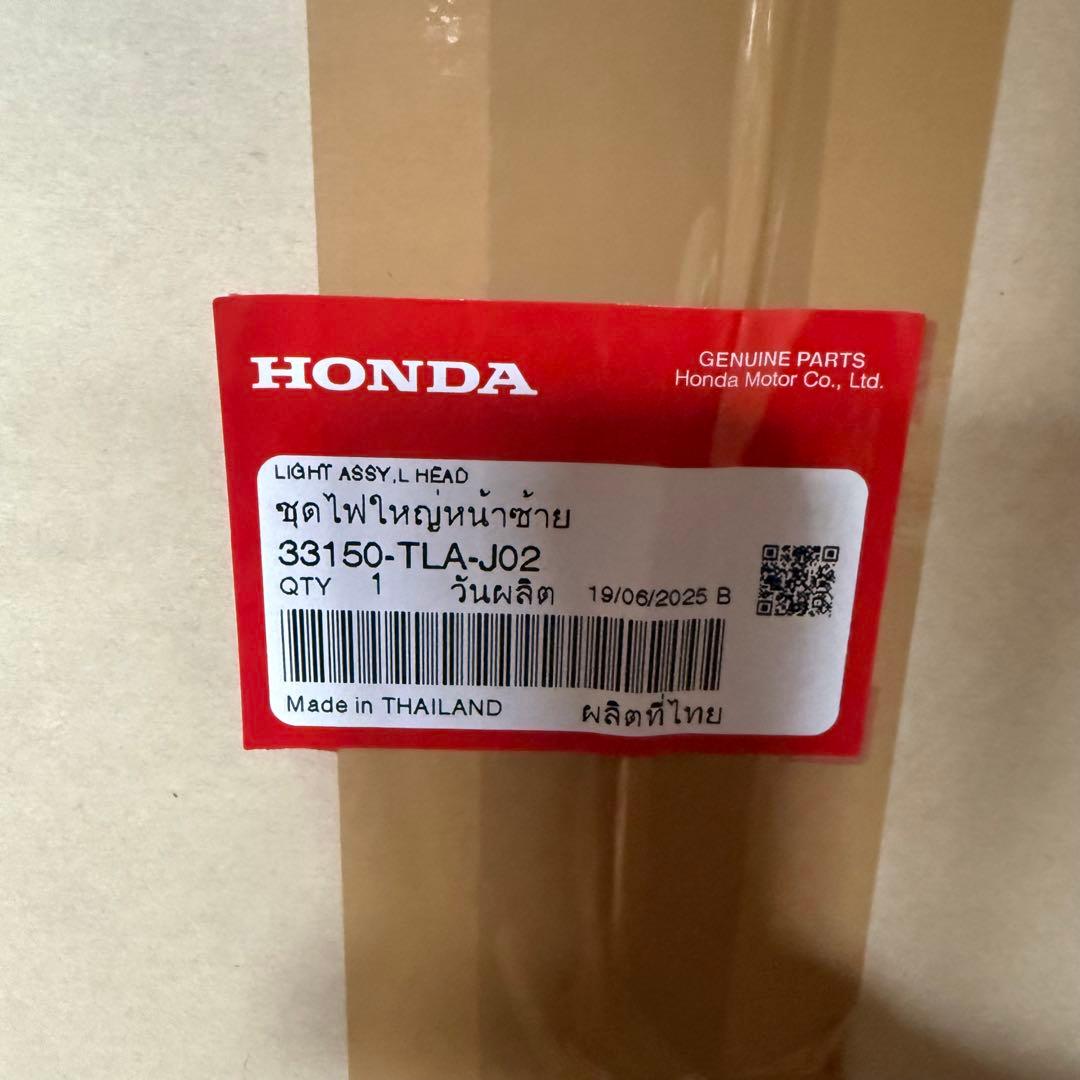 HONDA
GENUINE PARTS
Honda Motor Co., Ltd.
LIGHT ASSY,L HEAD
ชุดไฟใหญ่หน้าซ้าย
33150-TLA-J02
QTY 1 วันผลิต 19/06/2025 B
Made in THAILAND ผลิตที่ไทย